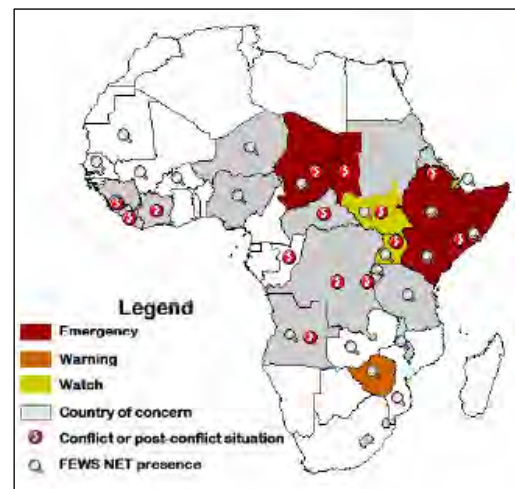 Legend
Emergency
Warning
Watch
Country of concern
Conflict or post-conflict situation
FEWS NET presence